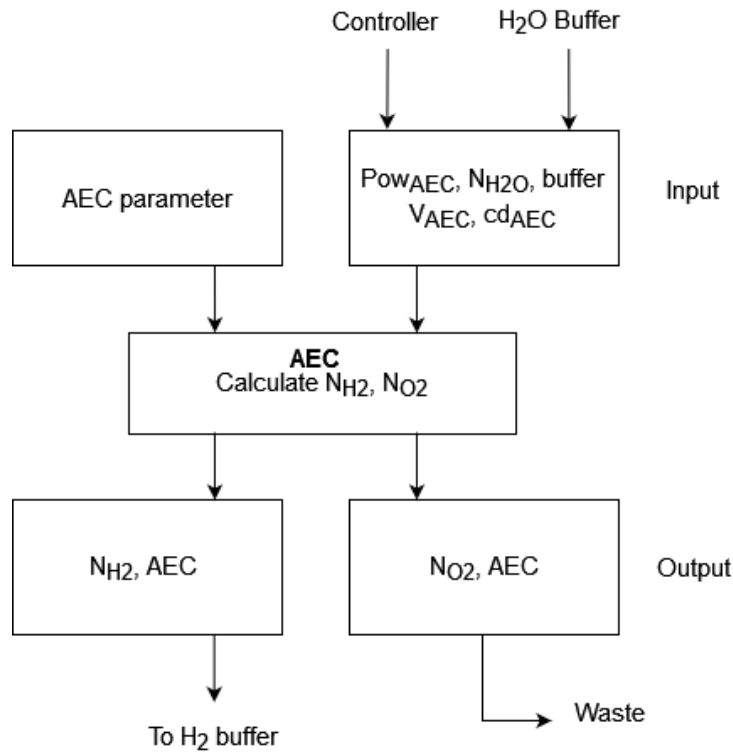 Controller
H2O Buffer
AEC parameter
PowAEC, NH2O, buffer
VAEC, cdAEC
Input
AEC
Calculate NH2, NO2
NH2, AEC
NO2, AEC
Output
To H2 buffer
Waste